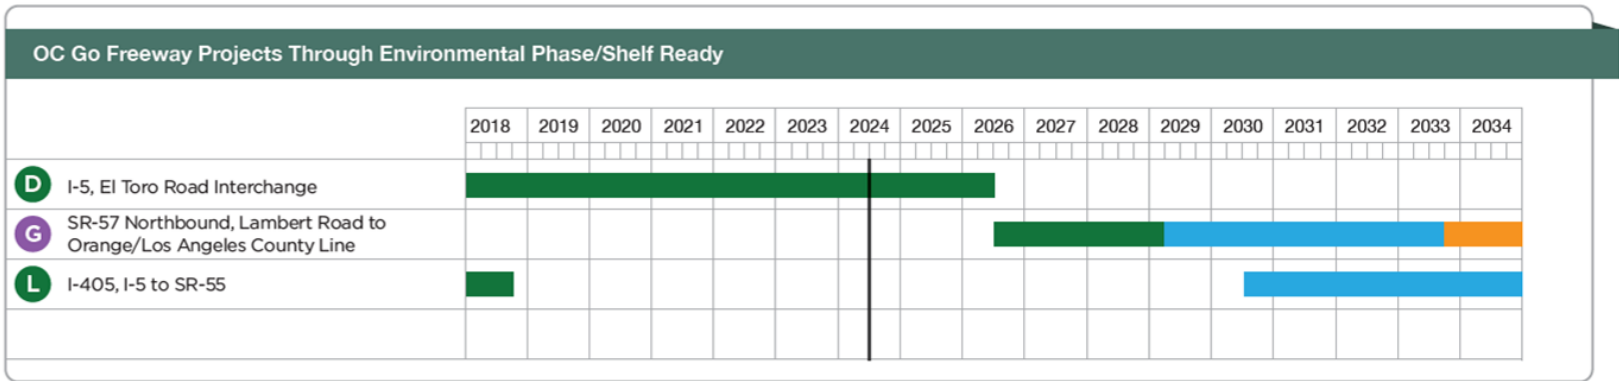 OC Go Freeway Projects Through Environmental Phase/Shelf Ready
2018 2019 2020 2021 2022 2023 2024 2025 2026 2027 2028 2029 2030 2031 2032 2033 2034
D I-5, El Toro Road Interchange
G SR-57 Northbound, Lambert Road to
Orange/Los Angeles County Line
L I-405, I-5 to SR-55